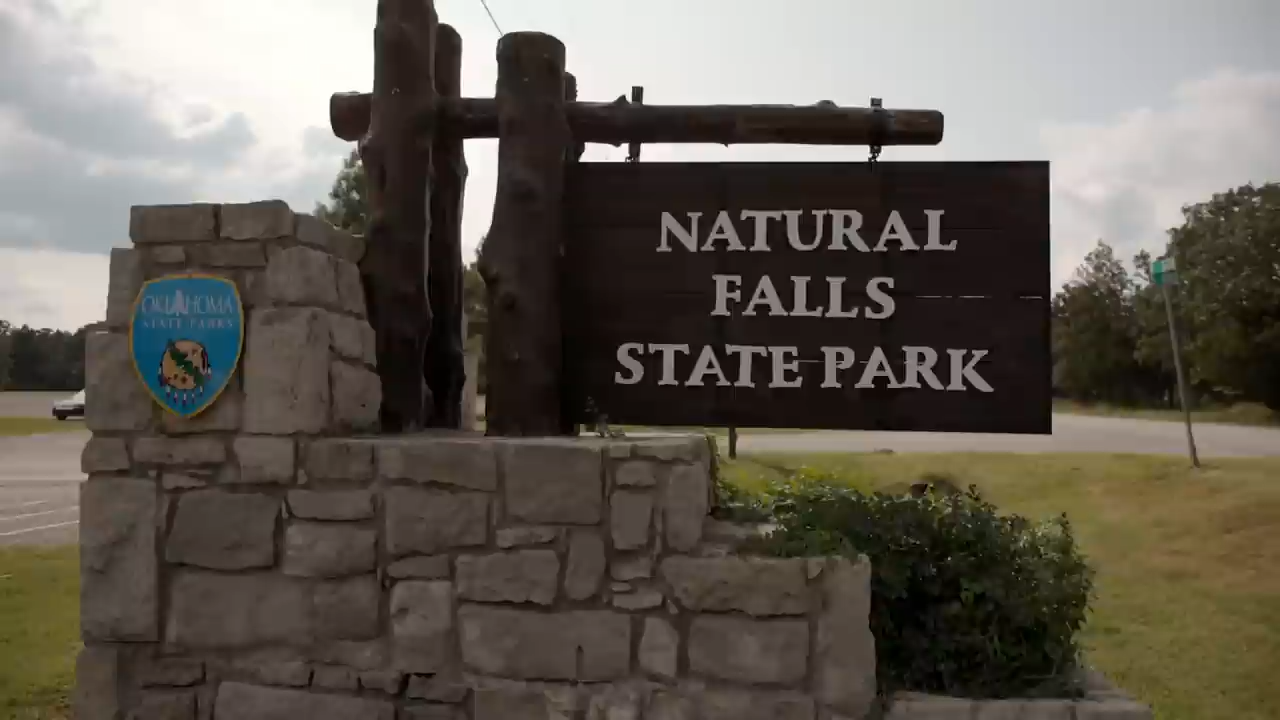 OKLAHOMA
STATE PARKS
NATURAL
FALLS
STATE PARK